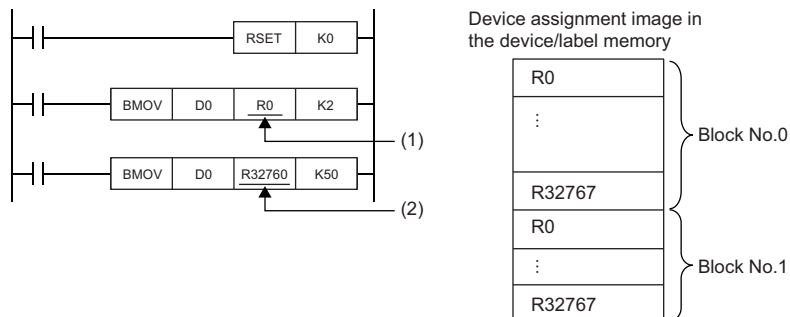 RSET K0
BMOV D0 R0 K2
(1)
BMOV D0 R32760 K50
(2)
Device assignment image in
the device/label memory
R0
⋮
Block No.0
R32767
R0
⋮
Block No.1
R32767